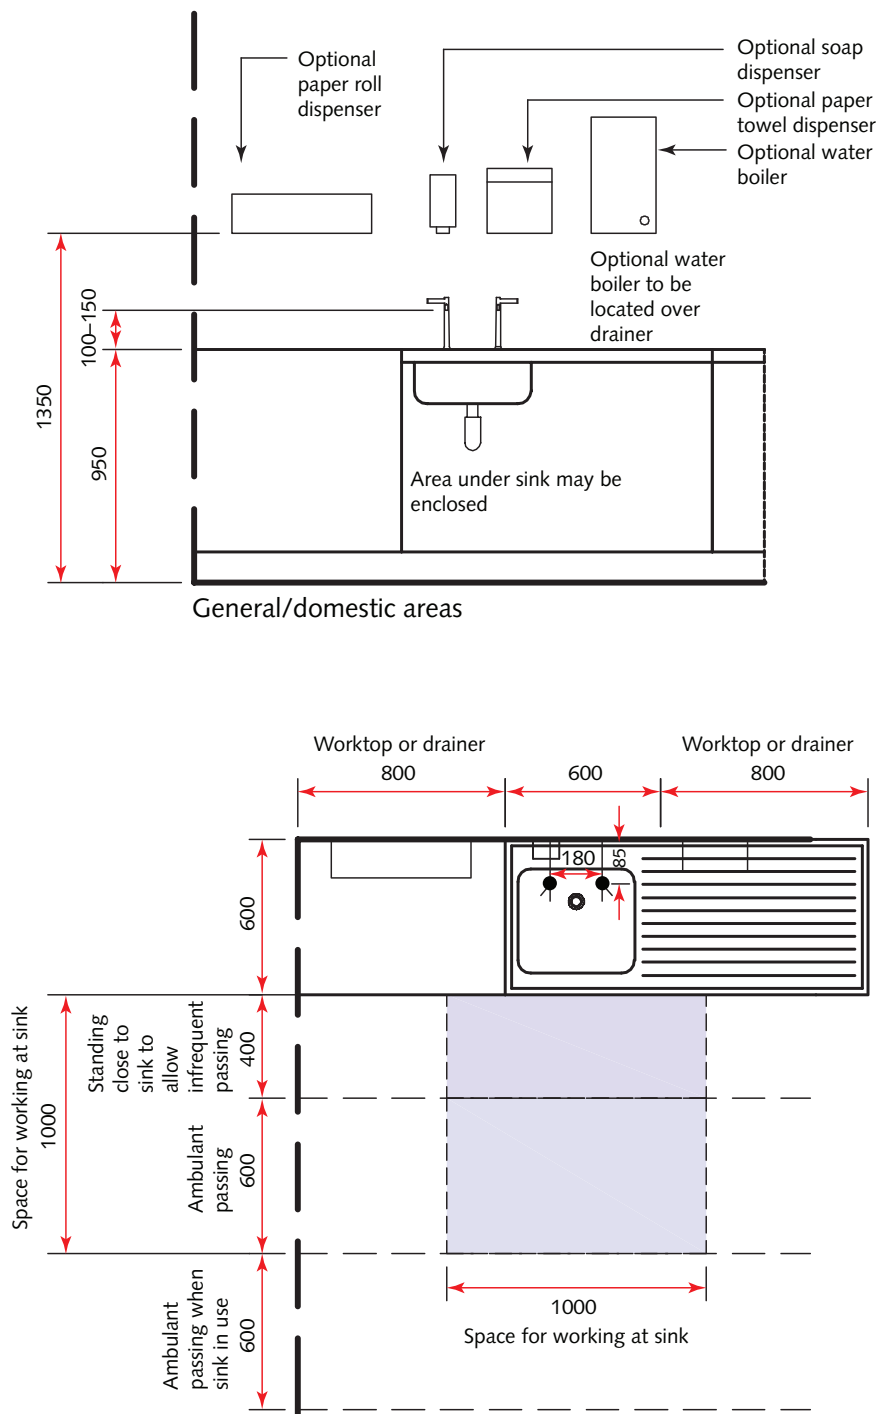 Optional
paper roll
dispenser
Optional soap
dispenser
Optional paper
towel dispenser
Optional water
boiler
Optional water
boiler to be
located over
drainer
100–150
1350
950
Area under sink may be
enclosed
General/domestic areas
Worktop or drainer
800
600
Worktop or drainer
800
180
85
600
Space for working at sink
1000
Standing
close to
sink to
allow
infrequent
passing
400
Ambulant
passing
600
Ambulant
passing when
sink in use
600
1000
Space for working at sink